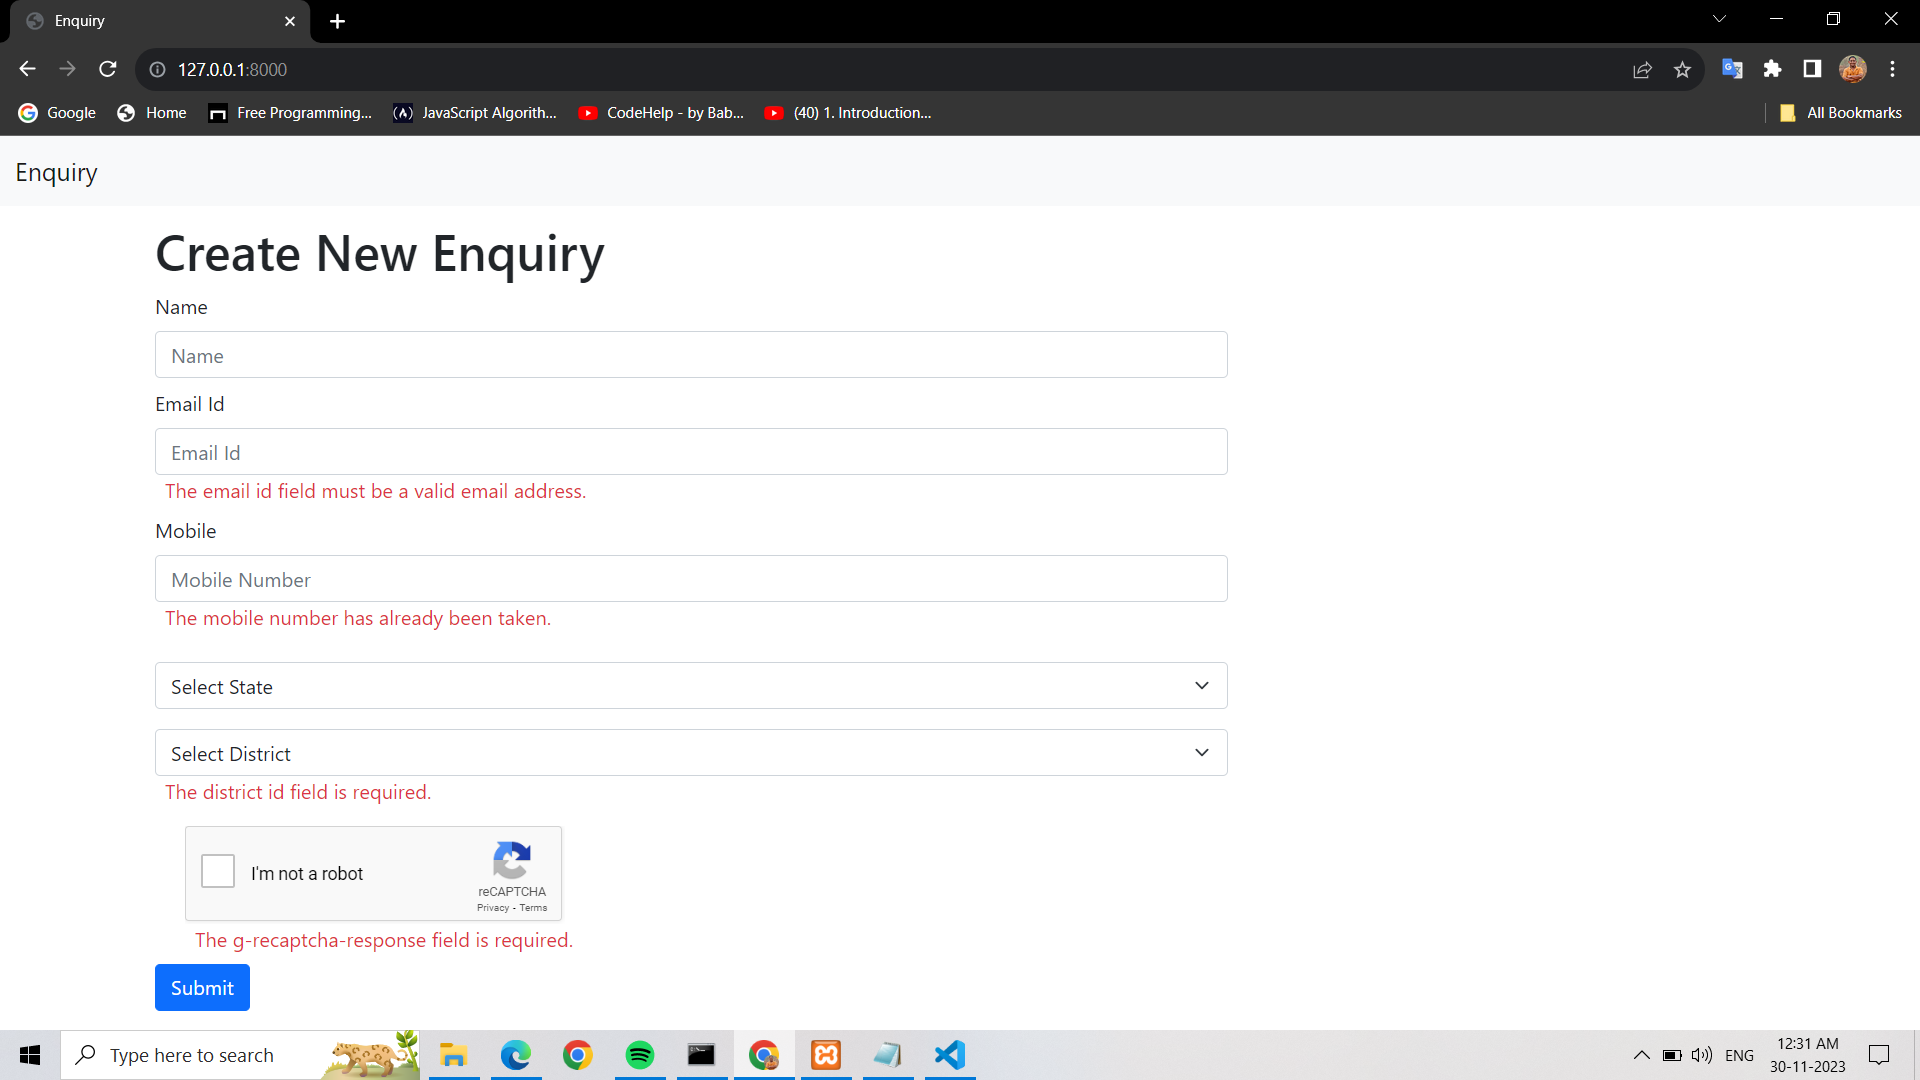 Enquiry
127.0.0.1:8000
Google Home Free Programming... JavaScript Algorith... CodeHelp - by Bab... (40) 1. Introduction... All Bookmarks
Enquiry
Create New Enquiry
Name
Name
Email Id
Email Id
The email id field must be a valid email address.
Mobile
Mobile Number
The mobile number has already been taken.
Select State
Select District
The district id field is required.
I'm not a robot
reCAPTCHA
Privacy - Terms
The g-recaptcha-response field is required.
Submit
Type here to search
ENG
12:31 AM
30-11-2023